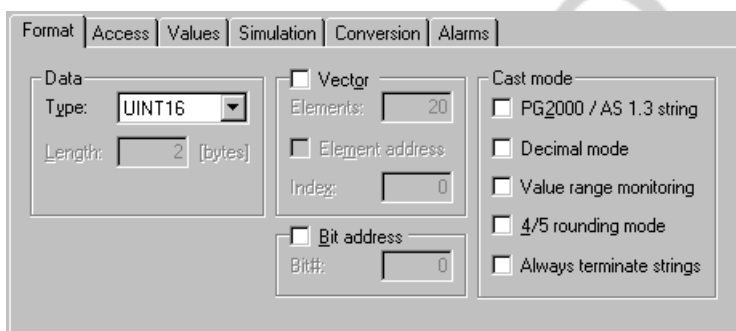 Format Access Values Simulation Conversion Alarms
Data
Type: UINT16
Length: 2 [bytes]
Vector
Elements: 20
Element address
Index: 0
Bit address
Bit#: 0
Cast mode
PG2000 / AS 1.3 string
Decimal mode
Value range monitoring
4/5 rounding mode
Always terminate strings